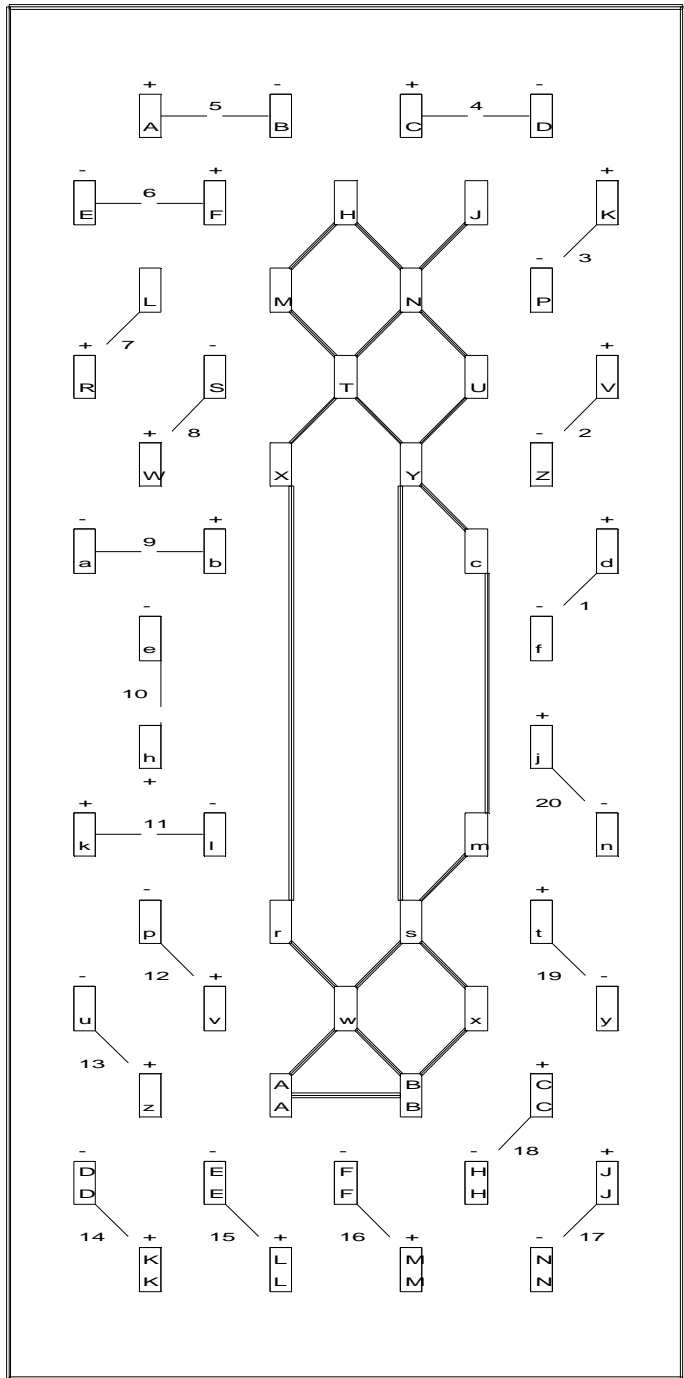 + - + -
5 4
A B C D
- + +
6
E F H J K
- 3
L M N P
7
+ - +
R S T U V
8 2
+ -
W X Y Z
- + +
9
a b c d
- - 1
e f
10 +
h j
+
+ 20 -
11 -
k l m n
- +
p r s t
12 19
- + -
u v w x y
13
+ +
z A A B B C C
- - - - 18 +
D D E E F F H H J J
14 + 15 + 16 + - 17
K K L L M M N N